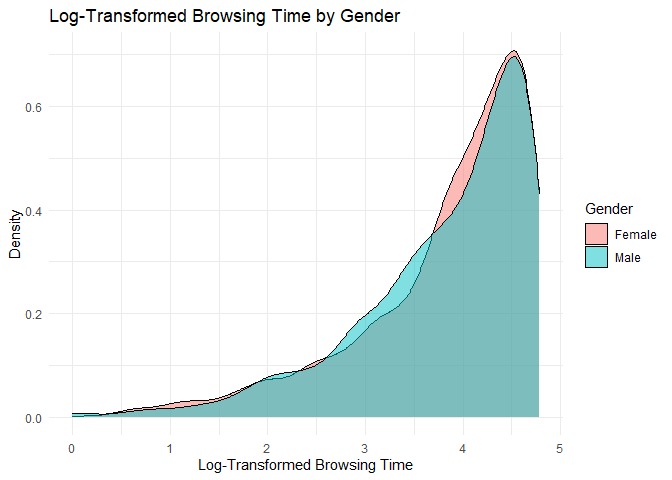 Log-Transformed Browsing Time by Gender
Density
0.6
0.4
0.2
0.0
0 1 2 3 4 5
Log-Transformed Browsing Time
Gender
Female
Male